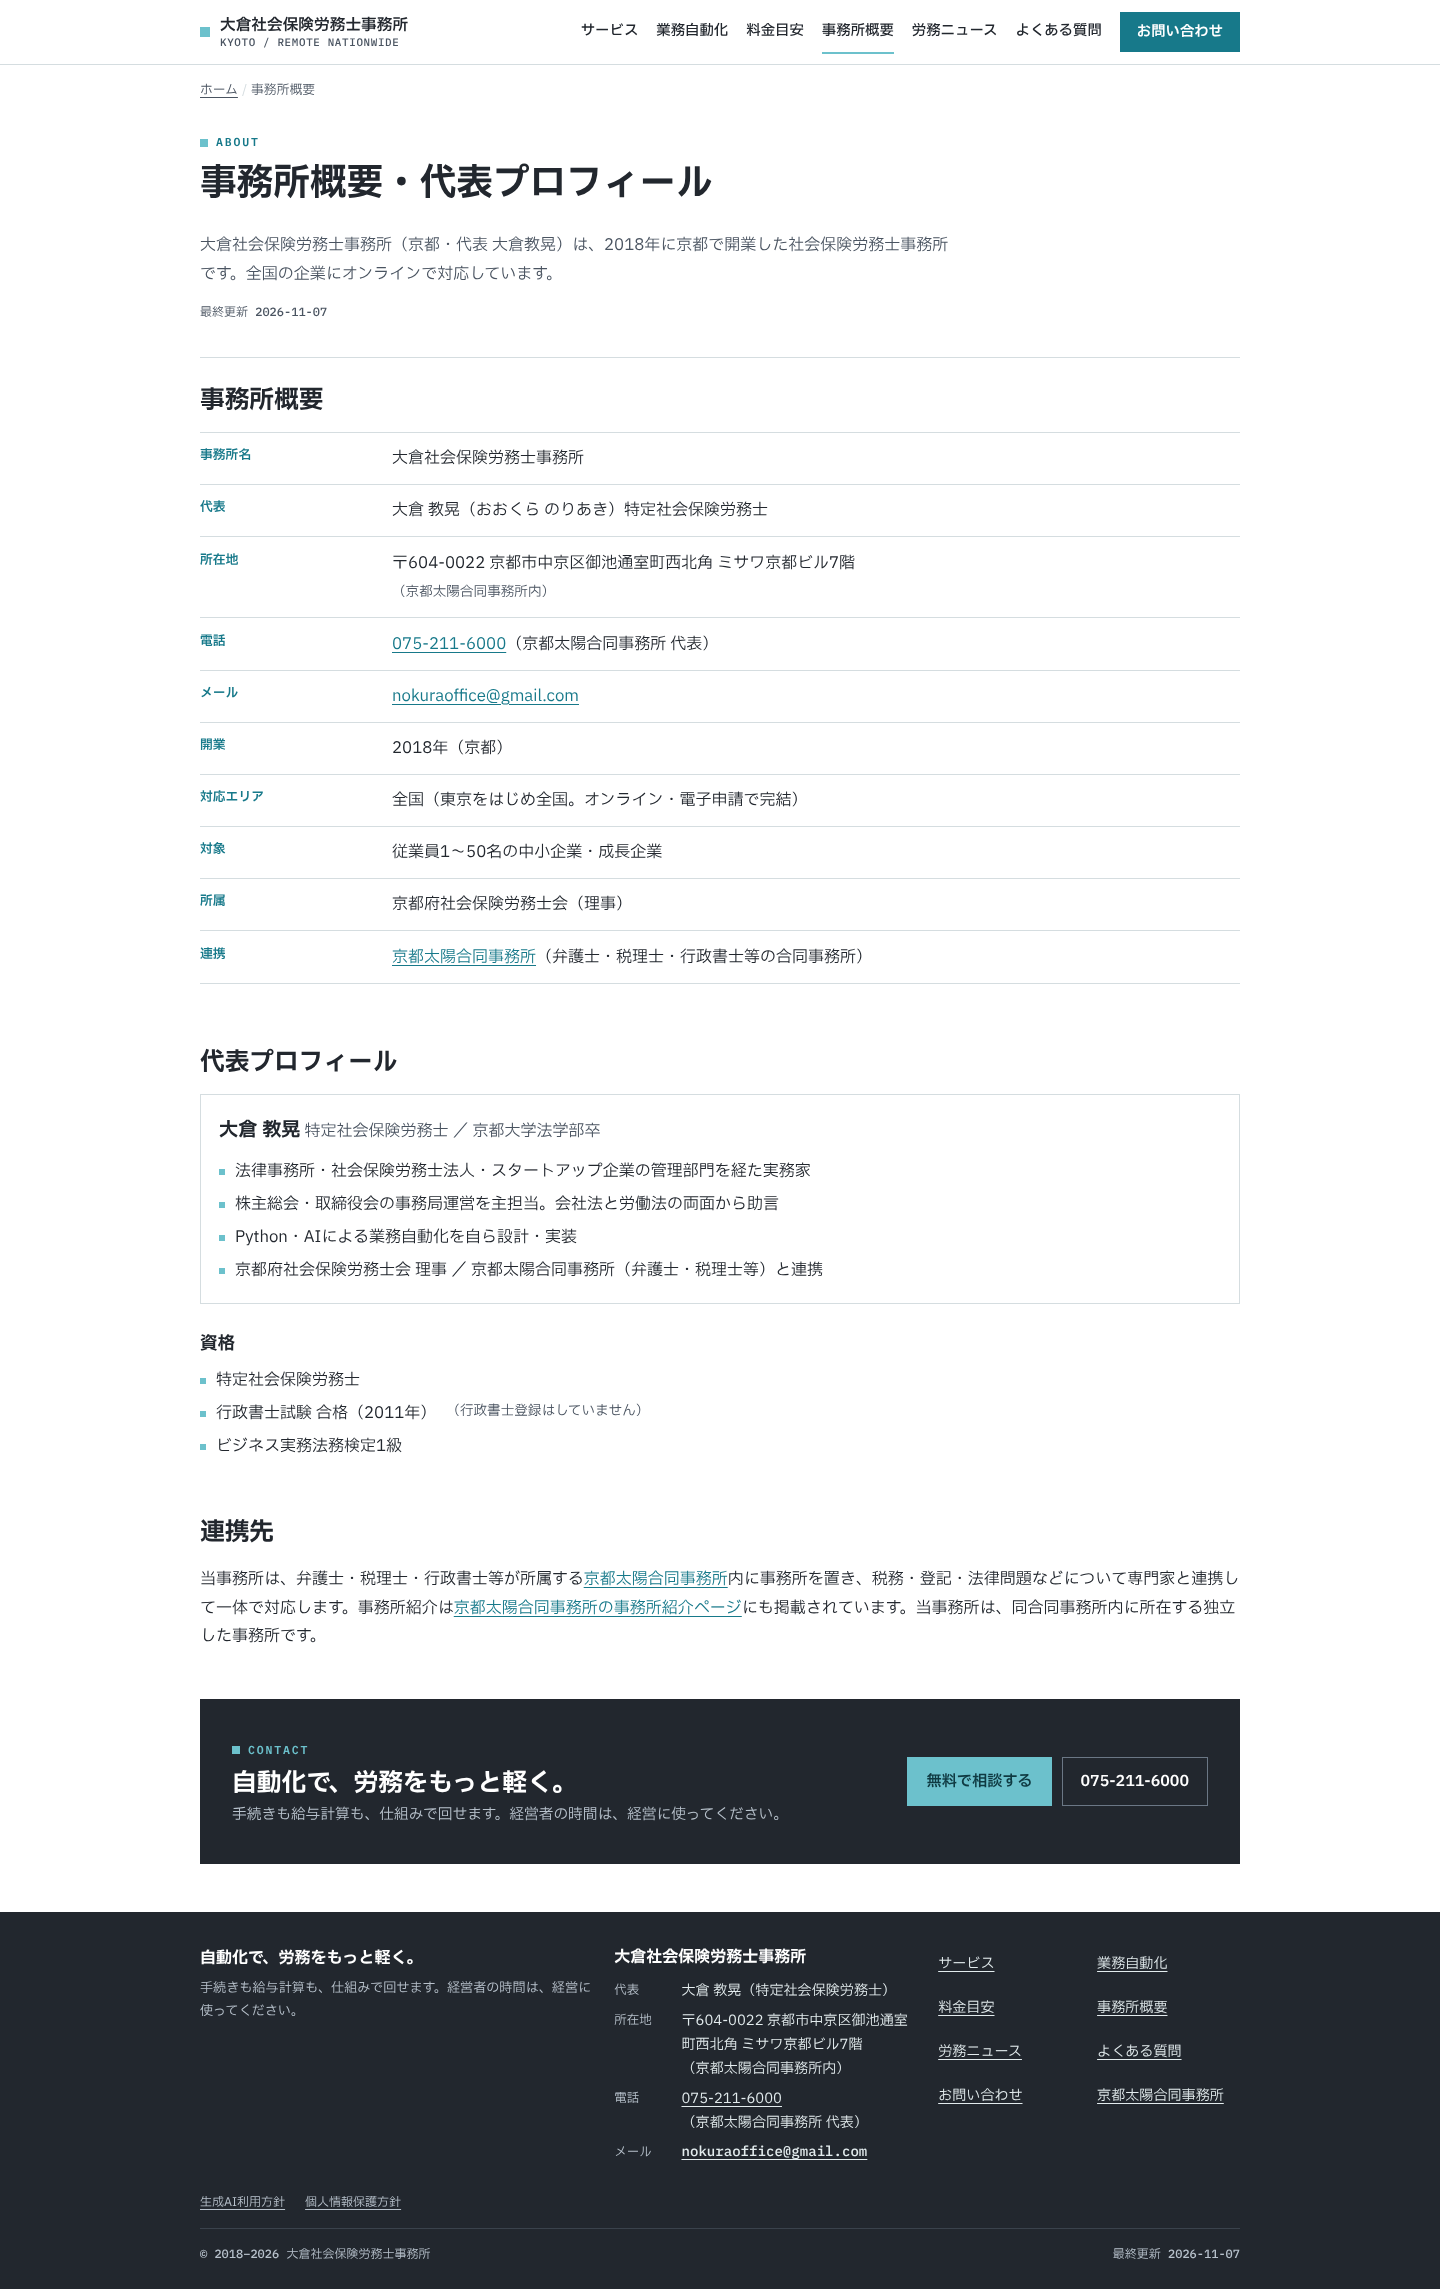 大倉社会保険労務士事務所
KYOTO / REMOTE NATIONWIDE
サービス 業務自動化 料金目安 事務所概要 労務ニュース よくある質問 お問い合わせ
ホーム / 事務所概要
ABOUT
事務所概要・代表プロフィール
大倉社会保険労務士事務所（京都・代表 大倉教晃）は、2018年に京都で開業した社会保険労務士事務所
です。全国の企業にオンラインで対応しています。
最終更新 2026-11-07
事務所概要
事務所名 大倉社会保険労務士事務所
代表 大倉 教晃（おおくら のりあき）特定社会保険労務士
所在地 〒604-0022 京都市中京区御池通室町西北角 ミサワ京都ビル7階
（京都太陽合同事務所内）
電話 075-211-6000（京都太陽合同事務所 代表）
メール nokuraoffice@gmail.com
開業 2018年（京都）
対応エリア 全国（東京をはじめ全国。オンライン・電子申請で完結）
対象 従業員1〜50名の中小企業・成長企業
所属 京都府社会保険労務士会（理事）
連携 京都太陽合同事務所（弁護士・税理士・行政書士等の合同事務所）
代表プロフィール
大倉 教晃 特定社会保険労務士 ／ 京都大学法学部卒
法律事務所・社会保険労務士法人・スタートアップ企業の管理部門を経た実務家
株主総会・取締役会の事務局運営を主担当。会社法と労働法の両面から助言
Python・AIによる業務自動化を自ら設計・実装
京都府社会保険労務士会 理事 ／ 京都太陽合同事務所（弁護士・税理士等）と連携
資格
特定社会保険労務士
行政書士試験 合格（2011年） （行政書士登録はしていません）
ビジネス実務法務検定1級
連携先
当事務所は、弁護士・税理士・行政書士等が所属する京都太陽合同事務所内に事務所を置き、税務・登記・法律問題などについて専門家と連携し
て一体で対応します。事務所紹介は京都太陽合同事務所の事務所紹介ページにも掲載されています。当事務所は、同合同事務所内に所在する独立
した事務所です。
CONTACT
自動化で、労務をもっと軽く。
手続きも給与計算も、仕組みで回せます。経営者の時間は、経営に使ってください。
無料で相談する 075-211-6000
自動化で、労務をもっと軽く。
手続きも給与計算も、仕組みで回せます。経営者の時間は、経営に
使ってください。
大倉社会保険労務士事務所
代表 大倉 教晃（特定社会保険労務士）
所在地 〒604-0022 京都市中京区御池通室
町西北角 ミサワ京都ビル7階
（京都太陽合同事務所内）
電話 075-211-6000
（京都太陽合同事務所 代表）
メール nokuraoffice@gmail.com
サービス 業務自動化
料金目安 事務所概要
労務ニュース よくある質問
お問い合わせ 京都太陽合同事務所
生成AI利用方針 個人情報保護方針
© 2018–2026 大倉社会保険労務士事務所 最終更新 2026-11-07